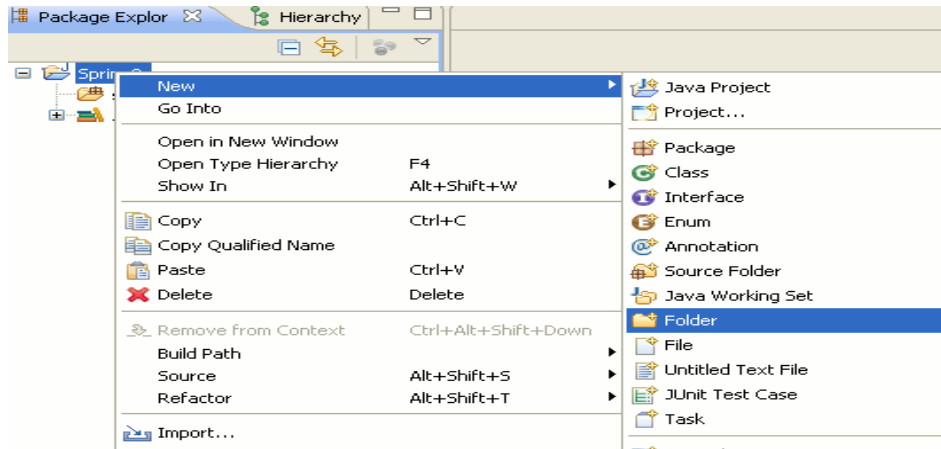 Package Explor
Hierarchy
New
Go Into
Open in New Window
Open Type Hierarchy F4
Show In Alt+Shift+W
Copy Ctrl+C
Copy Qualified Name
Paste Ctrl+V
Delete Delete
Remove from Context Ctrl+Alt+Shift+Down
Build Path
Source Alt+Shift+S
Refactor Alt+Shift+T
Import...
Java Project
Project...
Package
Class
Interface
Enum
Annotation
Source Folder
Java Working Set
Folder
File
Untitled Text File
JUnit Test Case
Task